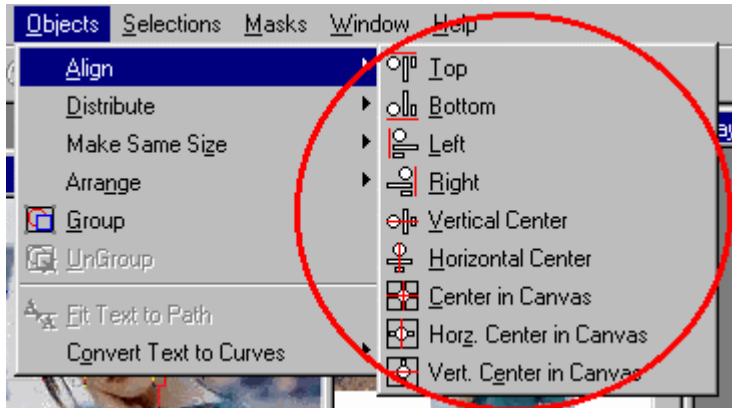 Objects Selections Masks Window Help
Align
Distribute
Make Same Size
Arrange
Group
UnGroup
Fit Text to Path
Convert Text to Curves
Top
Bottom
Left
Right
Vertical Center
Horizontal Center
Center in Canvas
Horz. Center in Canvas
Vert. Center in Canvas